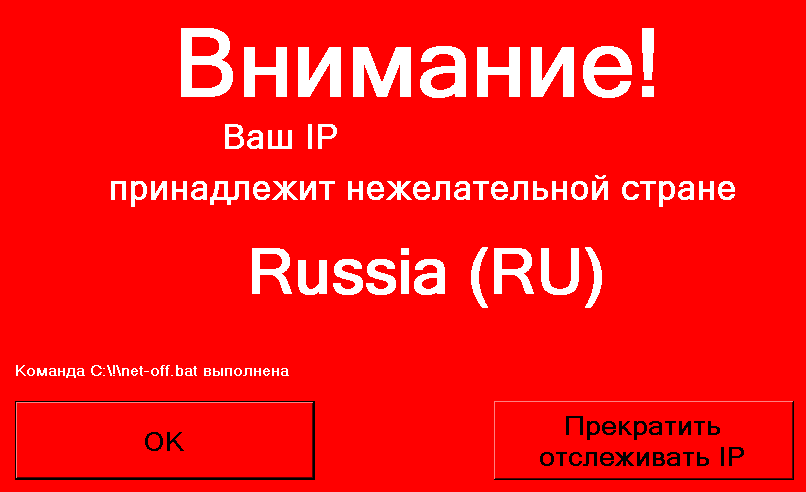 Внимание!
Ваш IP
принадлежит нежелательной стране
Russia (RU)
Команда C:\!\net-off.bat выполнена
OK
Прекратить
отслеживать IP